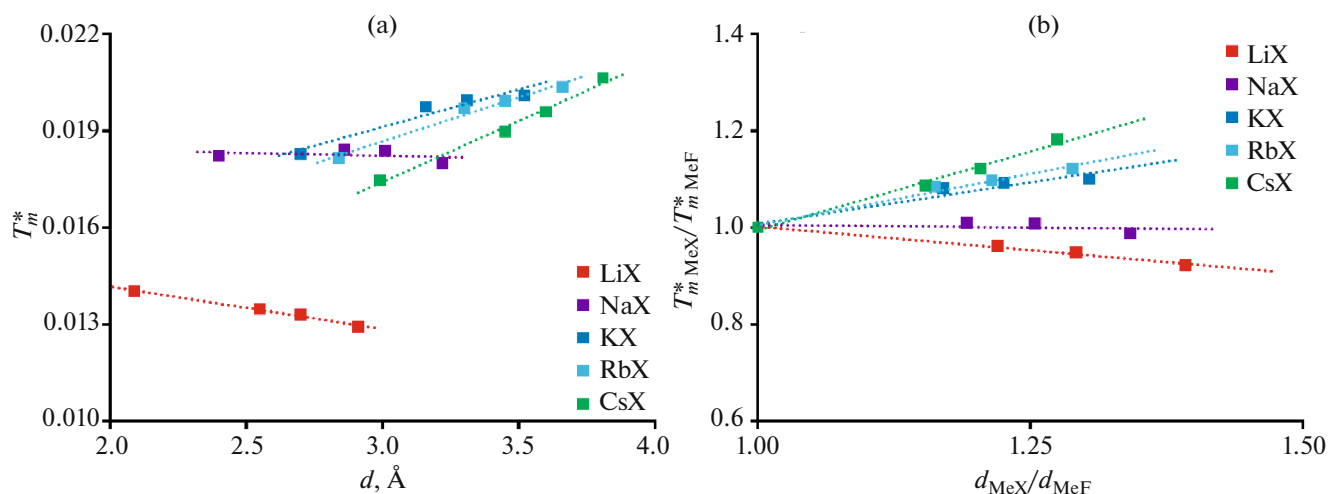 (a)
0.022
0.019
0.016
0.013
0.010
T*m
2.0 2.5 3.0 3.5 4.0
d, Å
LiX
NaX
KX
RbX
CsX
(b)
1.4
1.2
1.0
0.8
0.6
T*m MeX/T*m MeF
1.00 1.25 1.50
dMeX/dMeF
LiX
NaX
KX
RbX
CsX